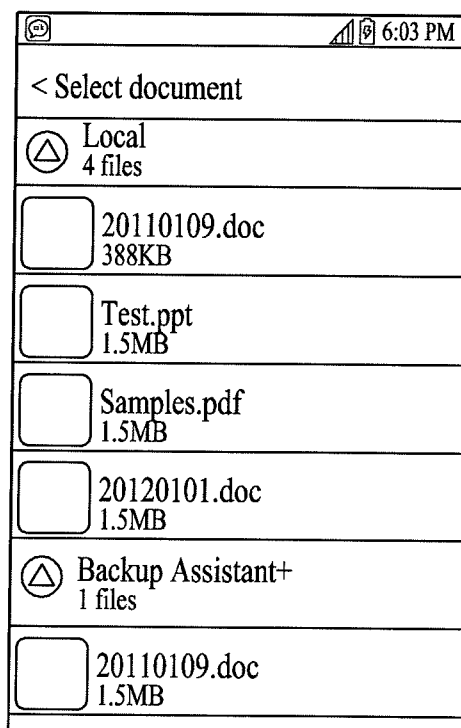 6:03 PM
< Select document
Local
4 files
20110109.doc
388KB
Test.ppt
1.5MB
Samples.pdf
1.5MB
20120101.doc
1.5MB
Backup Assistant+
1 files
20110109.doc
1.5MB